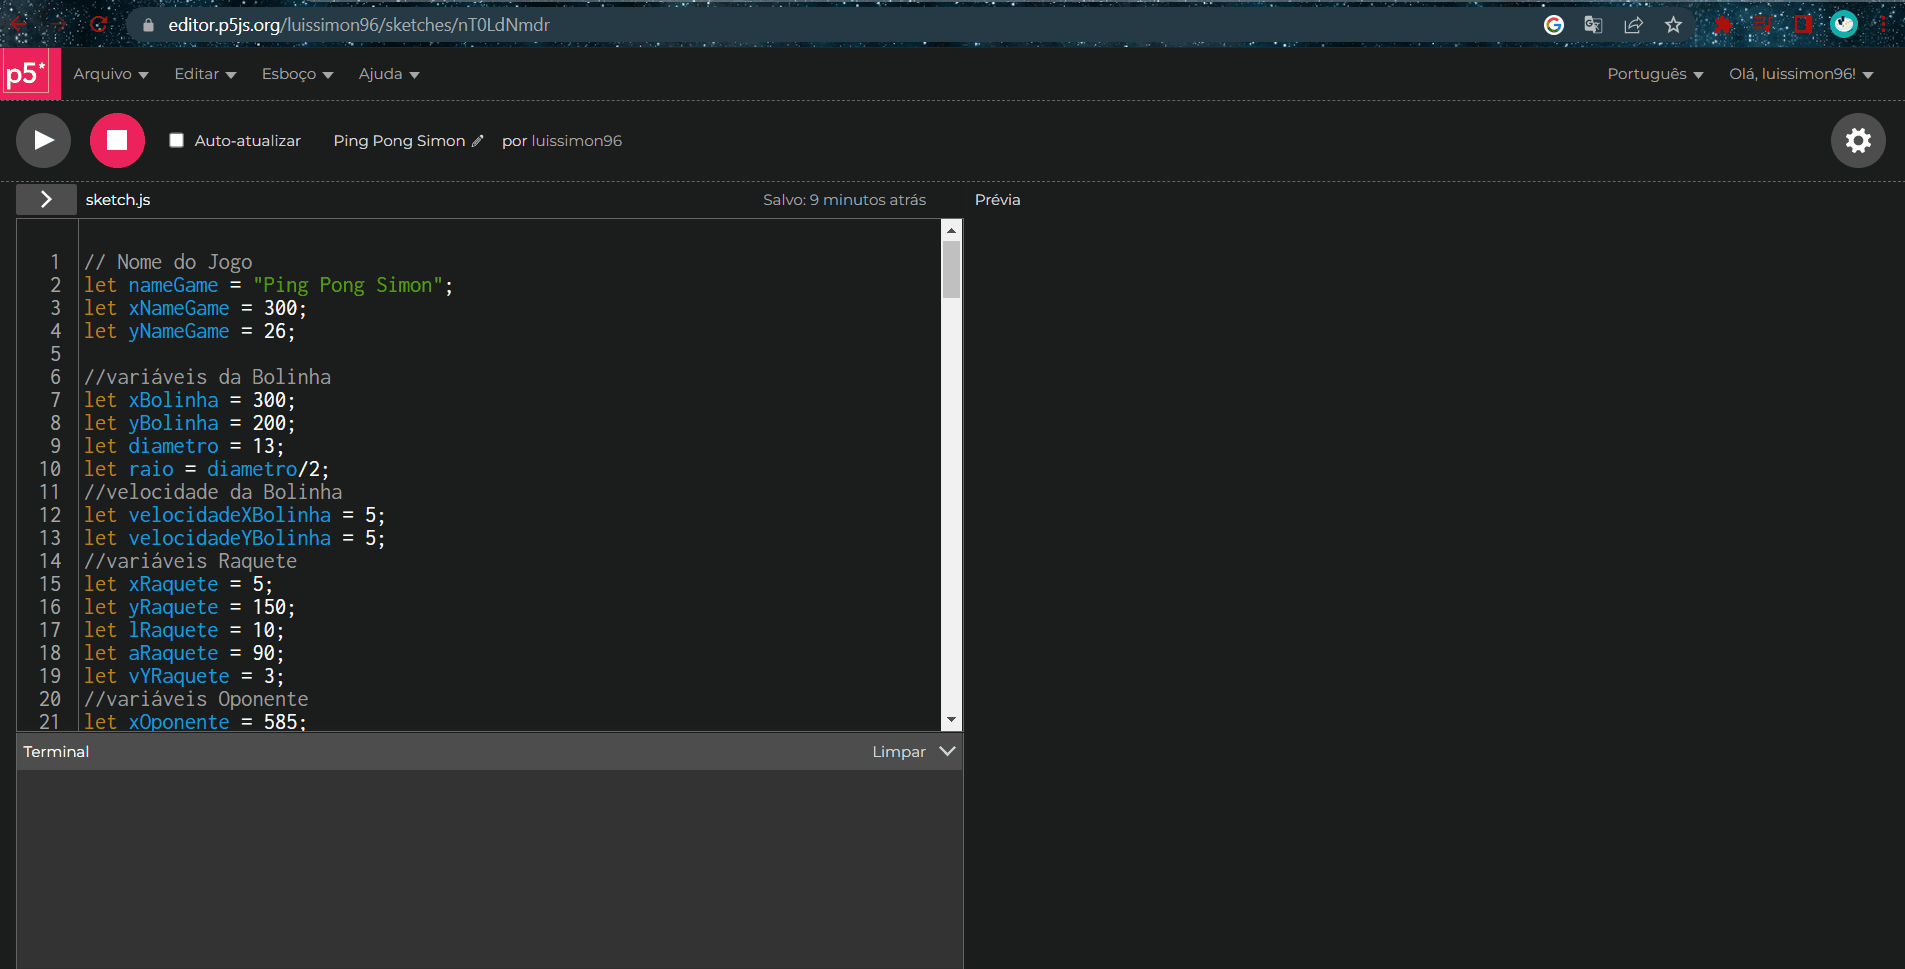 editor.p5js.org/luissimon96/sketches/nT0LdNmdr
p5* Arquivo Editar Esboço Ajuda Português Olá, luissimon96!
Auto-atualizar Ping Pong Simon por luissimon96
sketch.js Salvo: 9 minutos atrás Prévia
1 // Nome do Jogo
2 let nameGame = "Ping Pong Simon";
3 let xNameGame = 300;
4 let yNameGame = 26;
5
6 //variáveis da Bolinha
7 let xBolinha = 300;
8 let yBolinha = 200;
9 let diametro = 13;
10 let raio = diametro/2;
11 //velocidade da Bolinha
12 let velocidadeXBolinha = 5;
13 let velocidadeYBolinha = 5;
14 //variáveis Raquete
15 let xRaquete = 5;
16 let yRaquete = 150;
17 let lRaquete = 10;
18 let aRaquete = 90;
19 let vYRaquete = 3;
20 //variáveis Oponente
21 let xOponente = 585;
Terminal Limpar